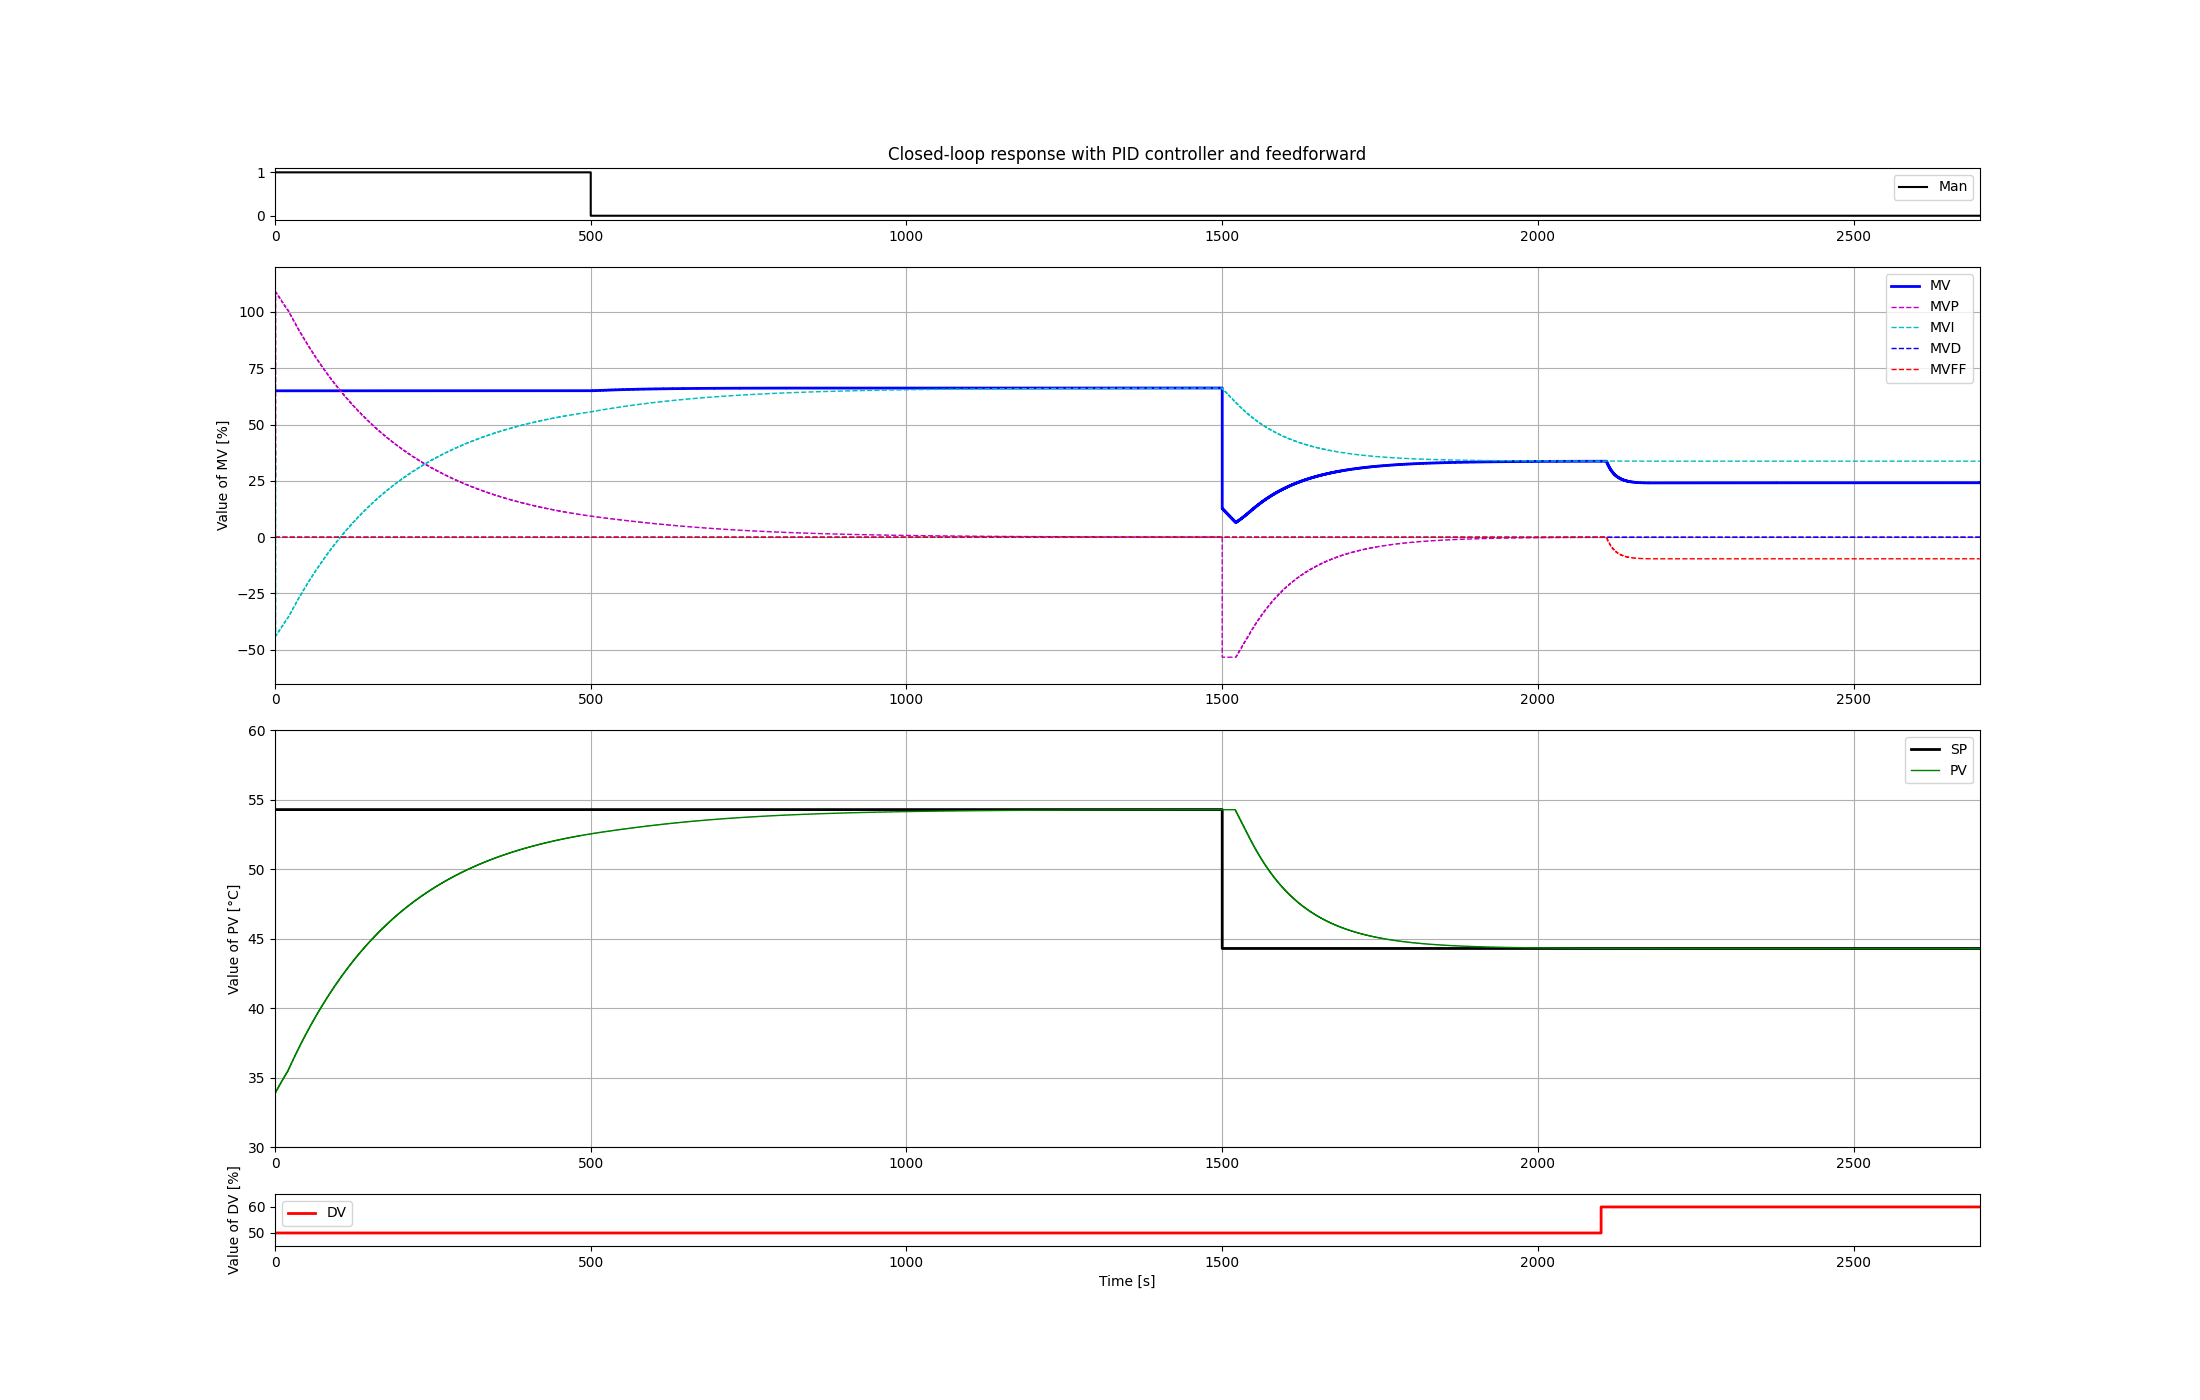 Closed-loop response with PID controller and feedforward
1
0
Man
0 500 1000 1500 2000 2500
Value of MV [%]
100
75
50
25
0
−25
−50
MV
MVP
MVI
MVD
MVFF
0 500 1000 1500 2000 2500
Value of PV [°C]
60
55
50
45
40
35
30
SP
PV
0 500 1000 1500 2000 2500
Value of DV [%]
60
50
DV
0 500 1000 1500 2000 2500
Time [s]